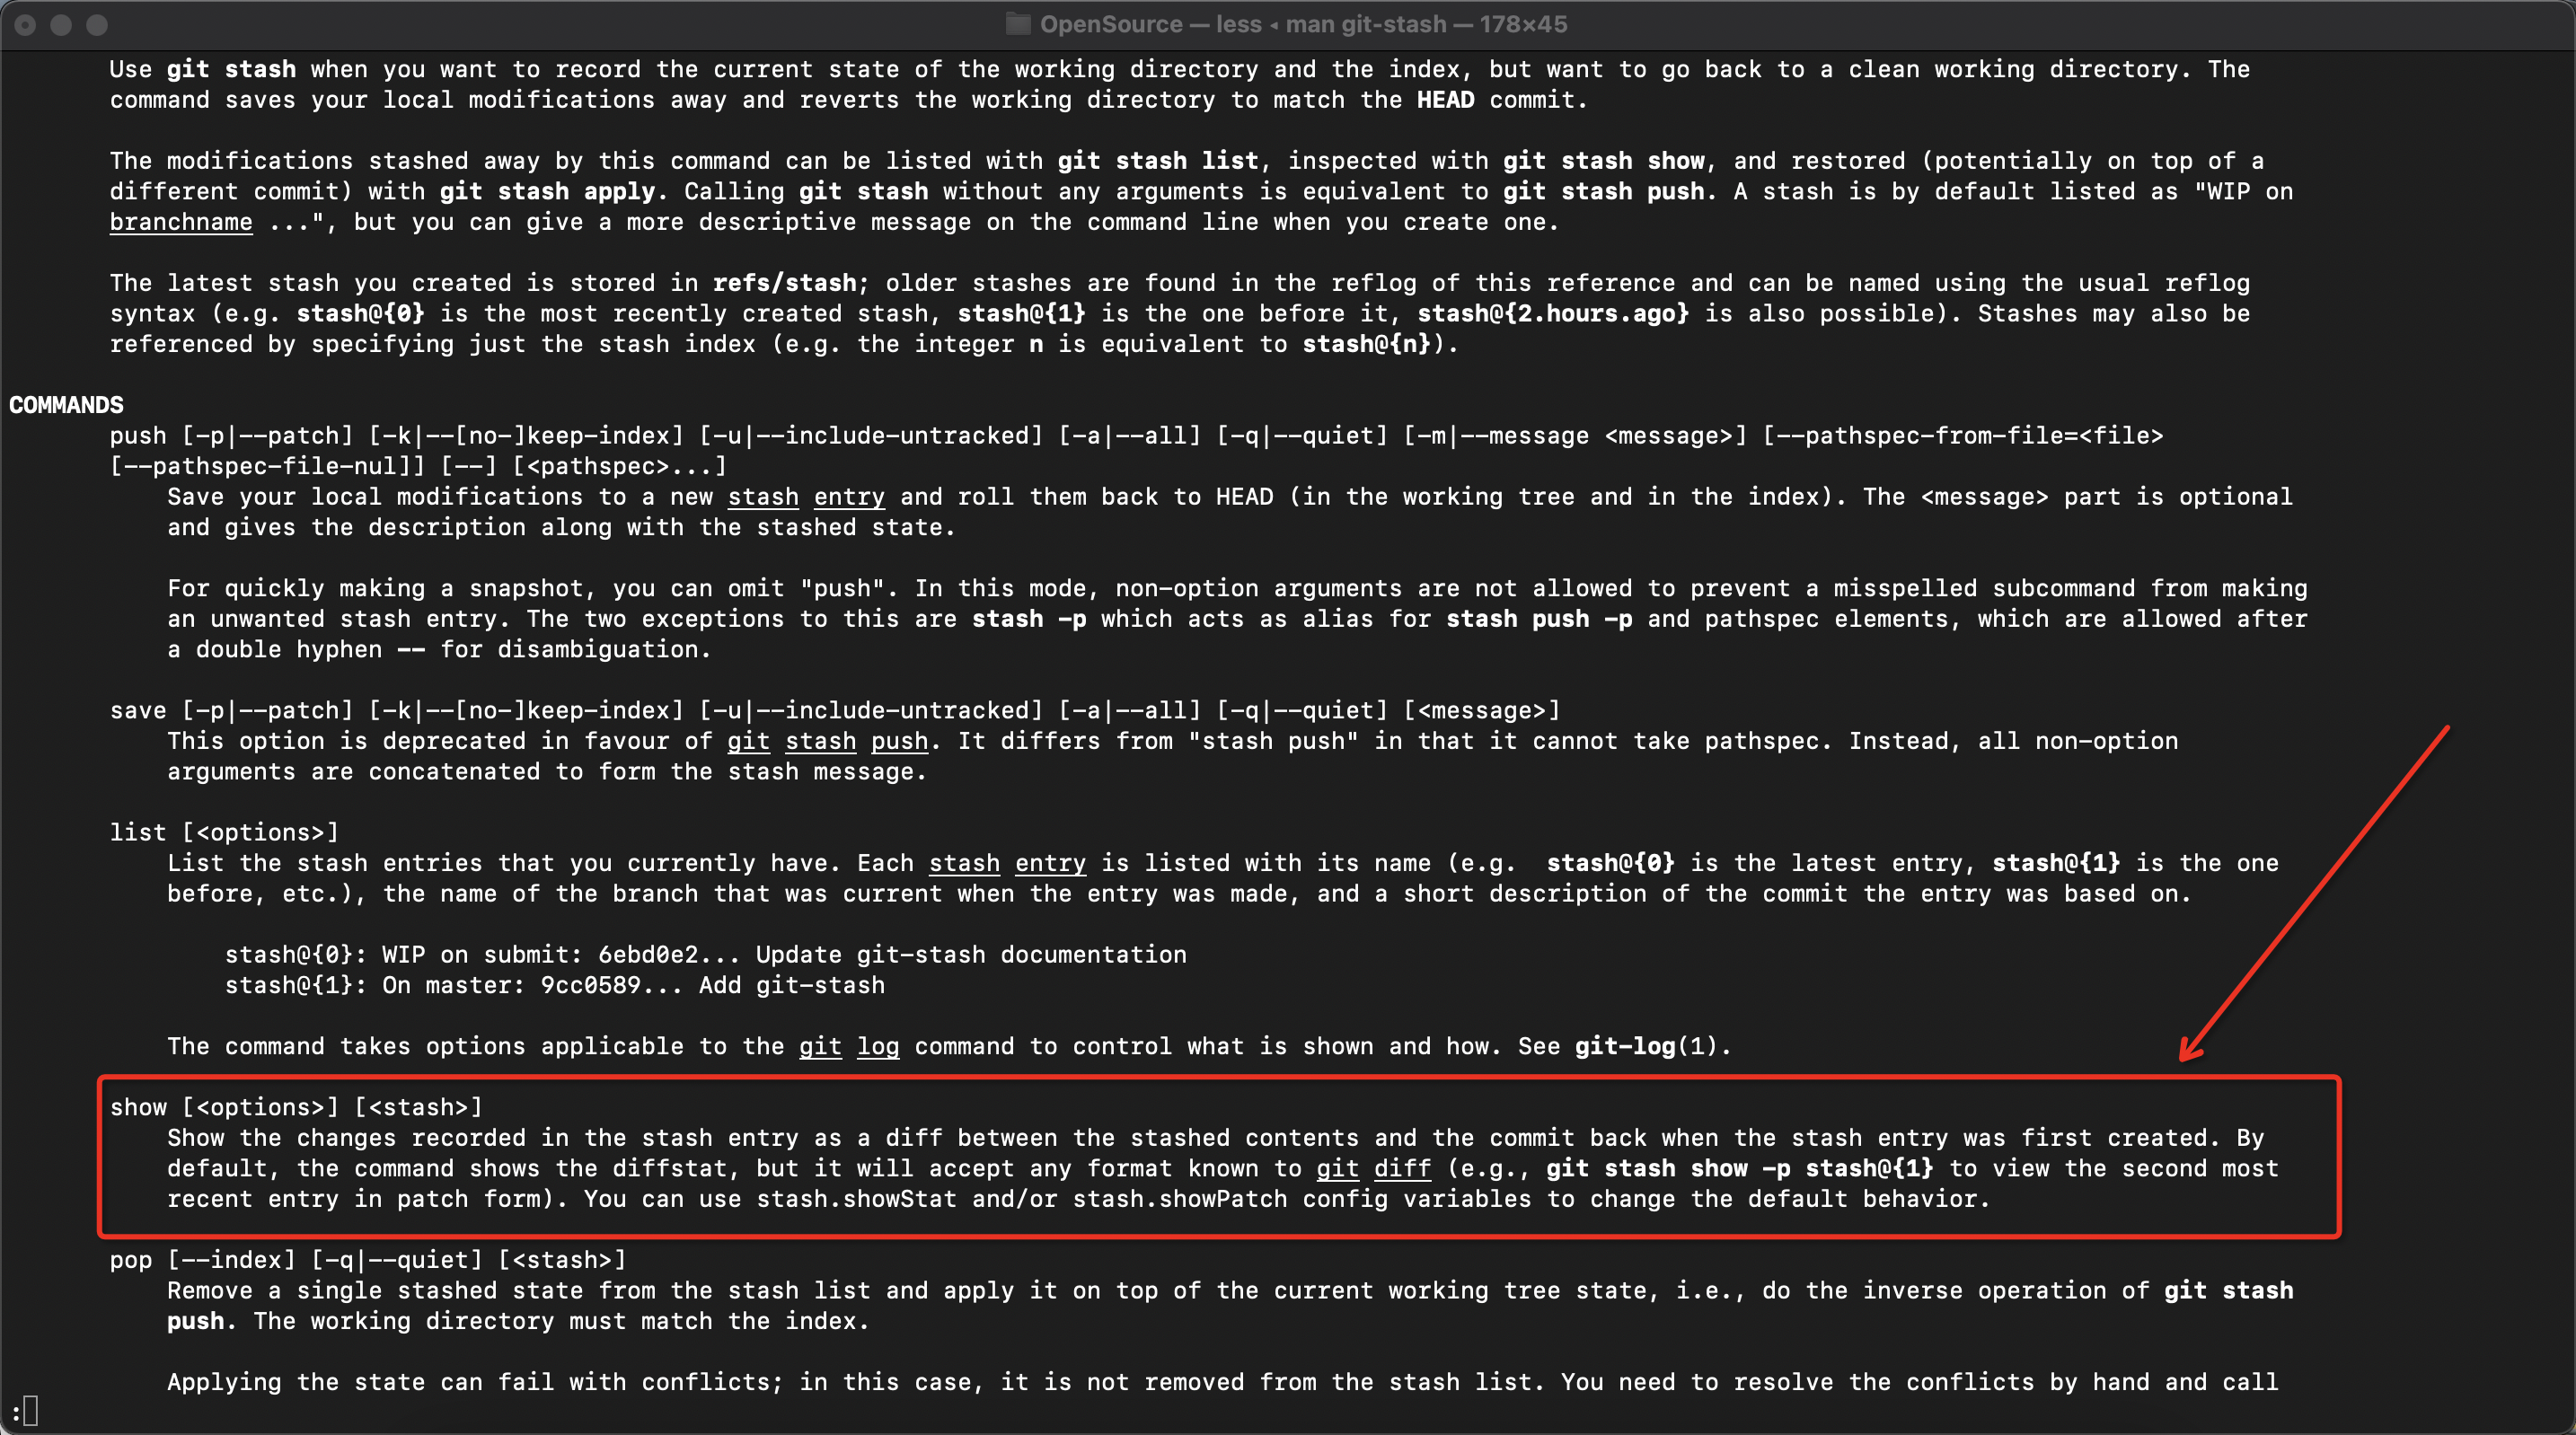 OpenSource — less ◂ man git-stash — 178×45
Use git stash when you want to record the current state of the working directory and the index, but want to go back to a clean working directory. The
command saves your local modifications away and reverts the working directory to match the HEAD commit.
The modifications stashed away by this command can be listed with git stash list, inspected with git stash show, and restored (potentially on top of a
different commit) with git stash apply. Calling git stash without any arguments is equivalent to git stash push. A stash is by default listed as "WIP on
branchname ...", but you can give a more descriptive message on the command line when you create one.
The latest stash you created is stored in refs/stash; older stashes are found in the reflog of this reference and can be named using the usual reflog
syntax (e.g. stash@{0} is the most recently created stash, stash@{1} is the one before it, stash@{2.hours.ago} is also possible). Stashes may also be
referenced by specifying just the stash index (e.g. the integer n is equivalent to stash@{n}).
COMMANDS
push [-p|--patch] [-k|--[no-]keep-index] [-u|--include-untracked] [-a|--all] [-q|--quiet] [-m|--message <message>] [--pathspec-from-file=<file>
[--pathspec-file-nul]] [--] [<pathspec>...]
Save your local modifications to a new stash entry and roll them back to HEAD (in the working tree and in the index). The <message> part is optional
and gives the description along with the stashed state.
For quickly making a snapshot, you can omit "push". In this mode, non-option arguments are not allowed to prevent a misspelled subcommand from making
an unwanted stash entry. The two exceptions to this are stash -p which acts as alias for stash push -p and pathspec elements, which are allowed after
a double hyphen -- for disambiguation.
save [-p|--patch] [-k|--[no-]keep-index] [-u|--include-untracked] [-a|--all] [-q|--quiet] [<message>]
This option is deprecated in favour of git stash push. It differs from "stash push" in that it cannot take pathspec. Instead, all non-option
arguments are concatenated to form the stash message.
list [<options>]
List the stash entries that you currently have. Each stash entry is listed with its name (e.g.  stash@{0} is the latest entry, stash@{1} is the one
before, etc.), the name of the branch that was current when the entry was made, and a short description of the commit the entry was based on.
stash@{0}: WIP on submit: 6ebd0e2... Update git-stash documentation
stash@{1}: On master: 9cc0589... Add git-stash
The command takes options applicable to the git log command to control what is shown and how. See git-log(1).
show [<options>] [<stash>]
Show the changes recorded in the stash entry as a diff between the stashed contents and the commit back when the stash entry was first created. By
default, the command shows the diffstat, but it will accept any format known to git diff (e.g., git stash show -p stash@{1} to view the second most
recent entry in patch form). You can use stash.showStat and/or stash.showPatch config variables to change the default behavior.
pop [--index] [-q|--quiet] [<stash>]
Remove a single stashed state from the stash list and apply it on top of the current working tree state, i.e., do the inverse operation of git stash
push. The working directory must match the index.
Applying the state can fail with conflicts; in this case, it is not removed from the stash list. You need to resolve the conflicts by hand and call
: